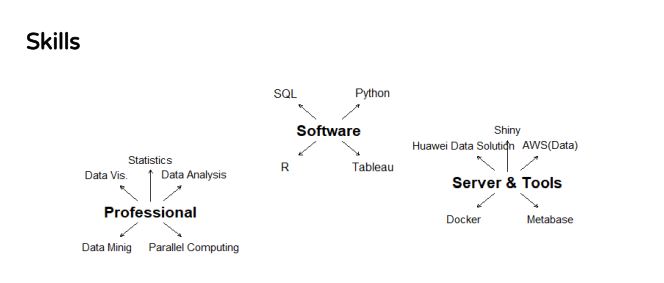 Skills
SQL
Python
Software
R
Tableau
Statistics
Data Vis.
Data Analysis
Professional
Data Minig
Parallel Computing
Shiny
Huawei Data Solution
AWS(Data)
Server & Tools
Docker
Metabase